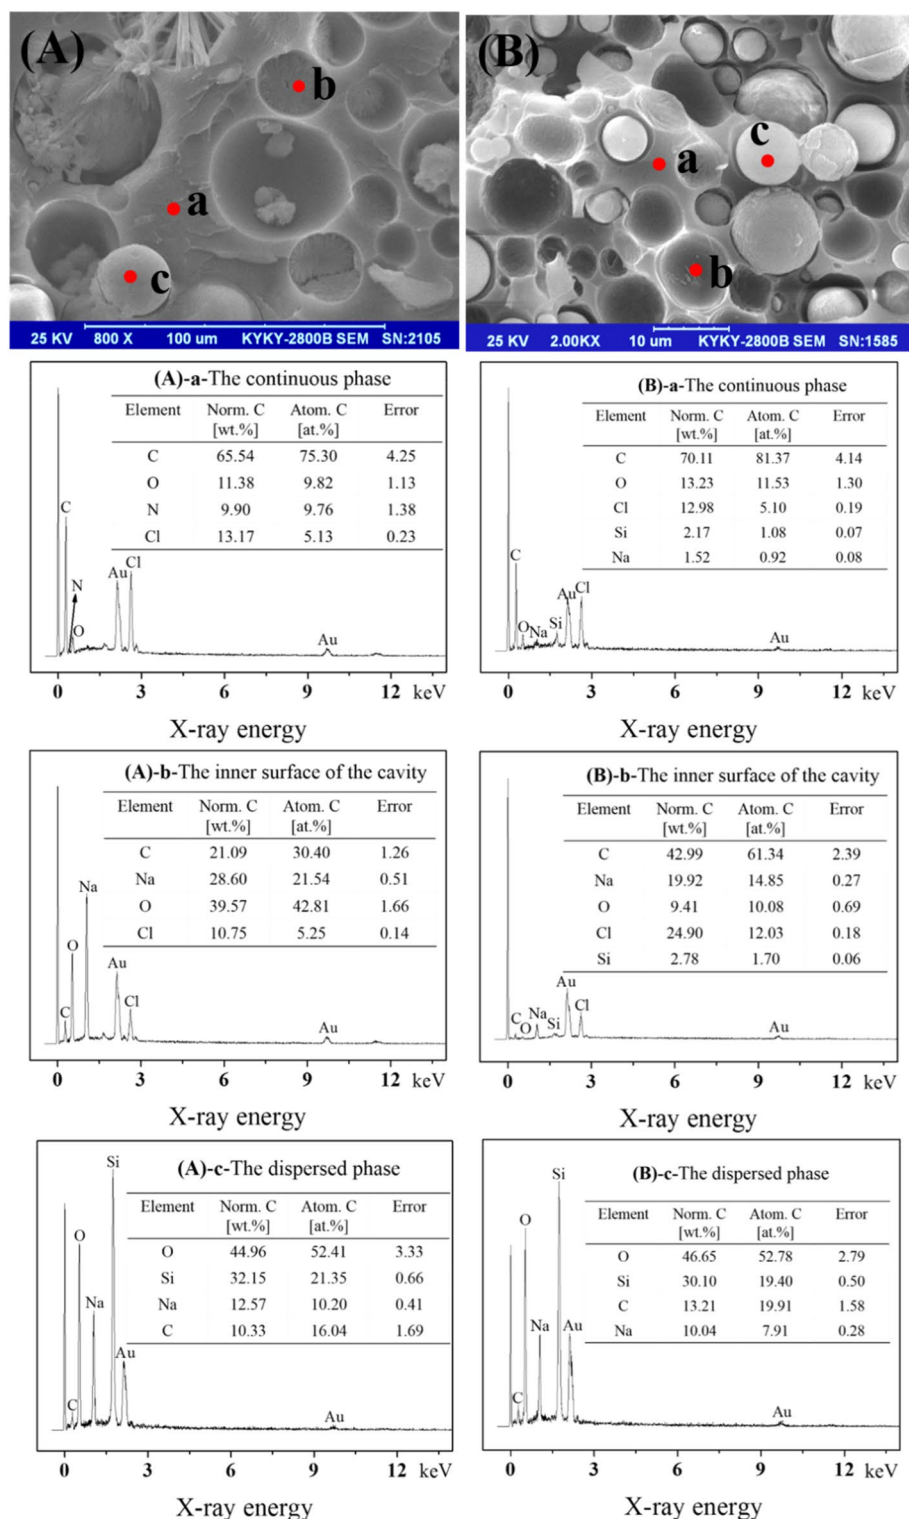 (A)
b
a
c
25 KV 800 X 100 um KYKY-2800B SEM SN:2105
(B)
c
a
b
25 KV 2.00KX 10 um KYKY-2800B SEM SN:1585
(A)-a-The continuous phase
Element Norm. C Atom. C Error
[wt.%] [at.%]
C 65.54 75.30 4.25
O 11.38 9.82 1.13
N 9.90 9.76 1.38
Cl 13.17 5.13 0.23
C
N
O
Au
Cl
Au
0 3 6 9 12 keV
X-ray energy
(B)-a-The continuous phase
Element Norm. C Atom. C Error
[wt.%] [at.%]
C 70.11 81.37 4.14
O 13.23 11.53 1.30
Cl 12.98 5.10 0.19
Si 2.17 1.08 0.07
Na 1.52 0.92 0.08
C
O
Na
Si
Au
Cl
Au
0 3 6 9 12 keV
X-ray energy
(A)-b-The inner surface of the cavity
Element Norm. C Atom. C Error
[wt.%] [at.%]
C 21.09 30.40 1.26
Na 28.60 21.54 0.51
O 39.57 42.81 1.66
Cl 10.75 5.25 0.14
C
O
Na
Au
Cl
Au
0 3 6 9 12 keV
X-ray energy
(B)-b-The inner surface of the cavity
Element Norm. C Atom. C Error
[wt.%] [at.%]
C 42.99 61.34 2.39
Na 19.92 14.85 0.27
O 9.41 10.08 0.69
Cl 24.90 12.03 0.18
Si 2.78 1.70 0.06
C
O
Na
Si
Au
Cl
Au
0 3 6 9 12 keV
X-ray energy
(A)-c-The dispersed phase
Element Norm. C Atom. C Error
[wt.%] [at.%]
O 44.96 52.41 3.33
Si 32.15 21.35 0.66
Na 12.57 10.20 0.41
C 10.33 16.04 1.69
C
O
Na
Si
Au
Au
0 3 6 9 12 keV
X-ray energy
(B)-c-The dispersed phase
Element Norm. C Atom. C Error
[wt.%] [at.%]
O 46.65 52.78 2.79
Si 30.10 19.40 0.50
C 13.21 19.91 1.58
Na 10.04 7.91 0.28
C
O
Na
Si
Au
Au
0 3 6 9 12 keV
X-ray energy